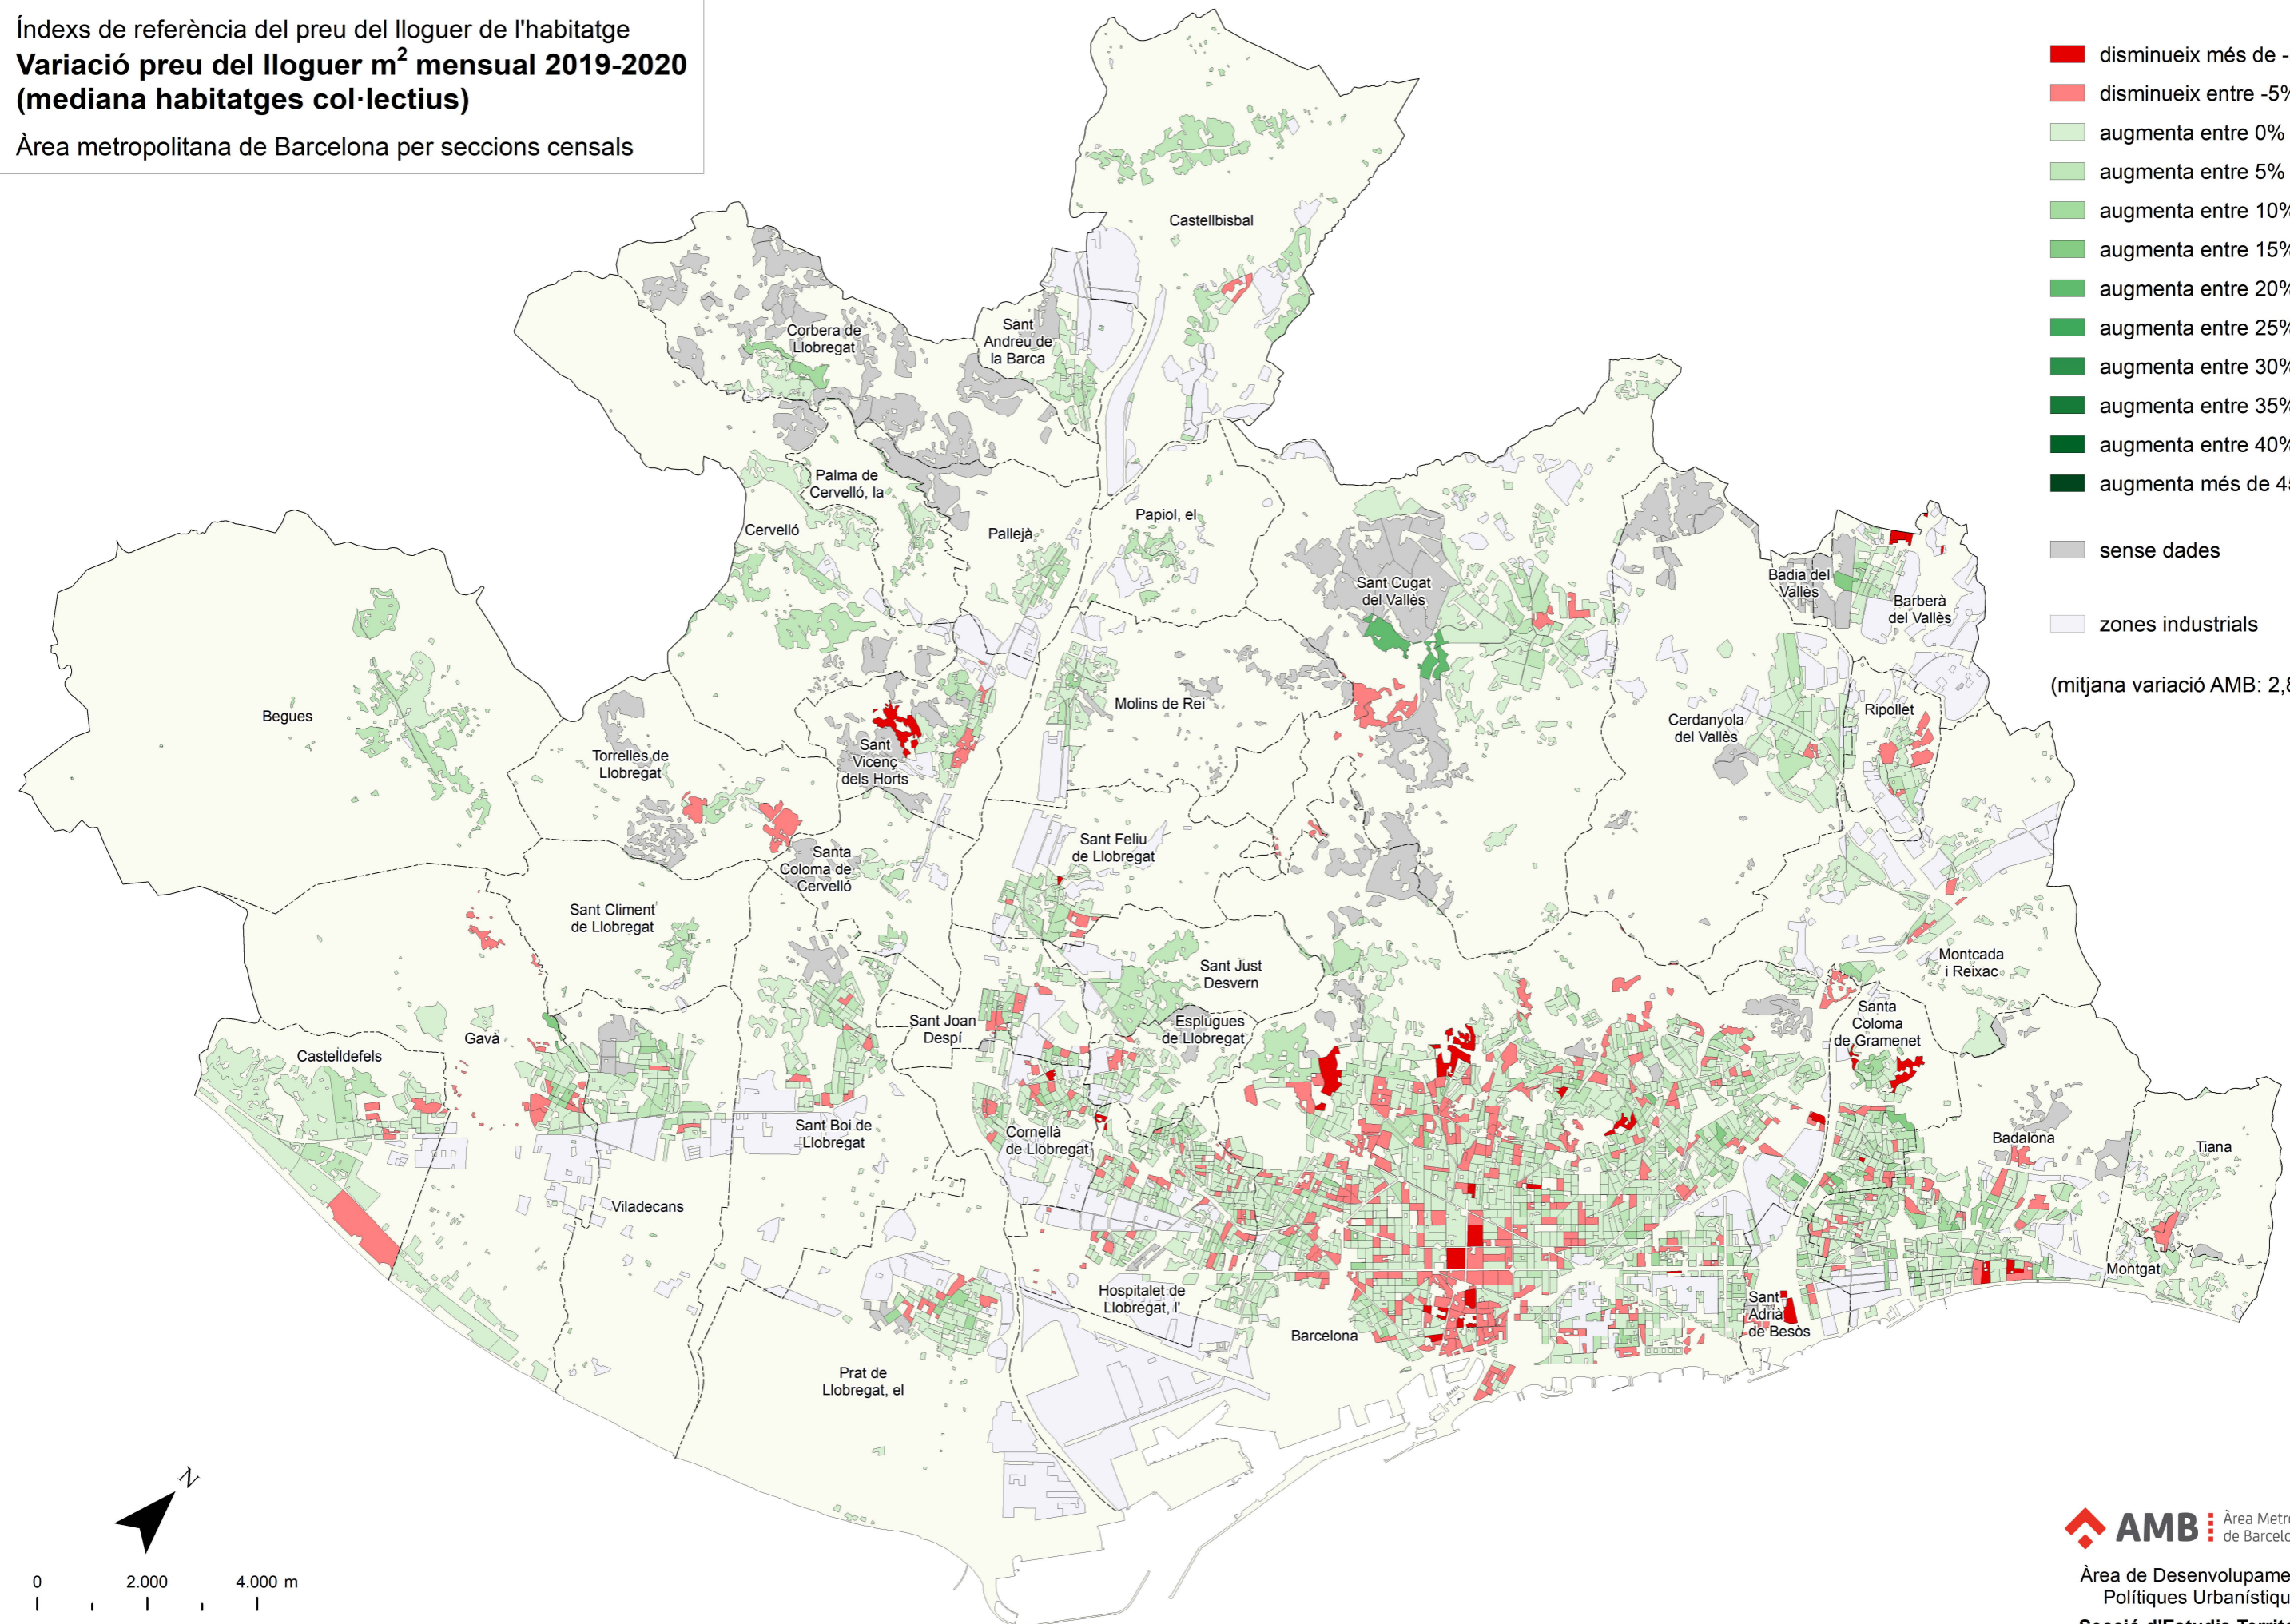 Índexs de referència del preu del lloguer de l'habitatge
Variació preu del lloguer m² mensual 2019-2020
(mediana habitatges col·lectius)
Àrea metropolitana de Barcelona per seccions censals
disminueix més de -
disminueix entre -5%
augmenta entre 0%
augmenta entre 5%
augmenta entre 10%
augmenta entre 15%
augmenta entre 20%
augmenta entre 25%
augmenta entre 30%
augmenta entre 35%
augmenta entre 40%
augmenta més de 45
sense dades
zones industrials
(mitjana variació AMB: 2,8
Castellbisbal
Corbera de
Llobregat
Sant
Andreu de
la Barca
Palma de
Cervelló, la
Cervelló
Pallejà
Papiol, el
Sant Cugat
del Vallès
Badia del
Vallès
Barberà
del Vallès
Begues
Torrelles de
Llobregat
Sant
Vicenç
dels Horts
Molins de Rei
Cerdanyola
del Vallès
Ripollet
Santa
Coloma de
Cervelló
Sant Feliu
de Llobregat
Sant Climent
de Llobregat
Sant Just
Desvern
Montcada
i Reixac
Castelldefels
Gavà
Sant Joan
Despí
Esplugues
de Llobregat
Santa
Coloma
de Gramenet
Sant Boi de
Llobregat
Cornellà
de Llobregat
Badalona
Tiana
Viladecans
Hospitalet de
Llobregat, l'
Montgat
Barcelona
Sant
Adrià
de Besòs
Prat de
Llobregat, el
N
0 2.000 4.000 m
AMB
Àrea Metro
de Barcelo
Àrea de Desenvolupame
Polítiques Urbanístiqu
Secció d'Estudis Territo